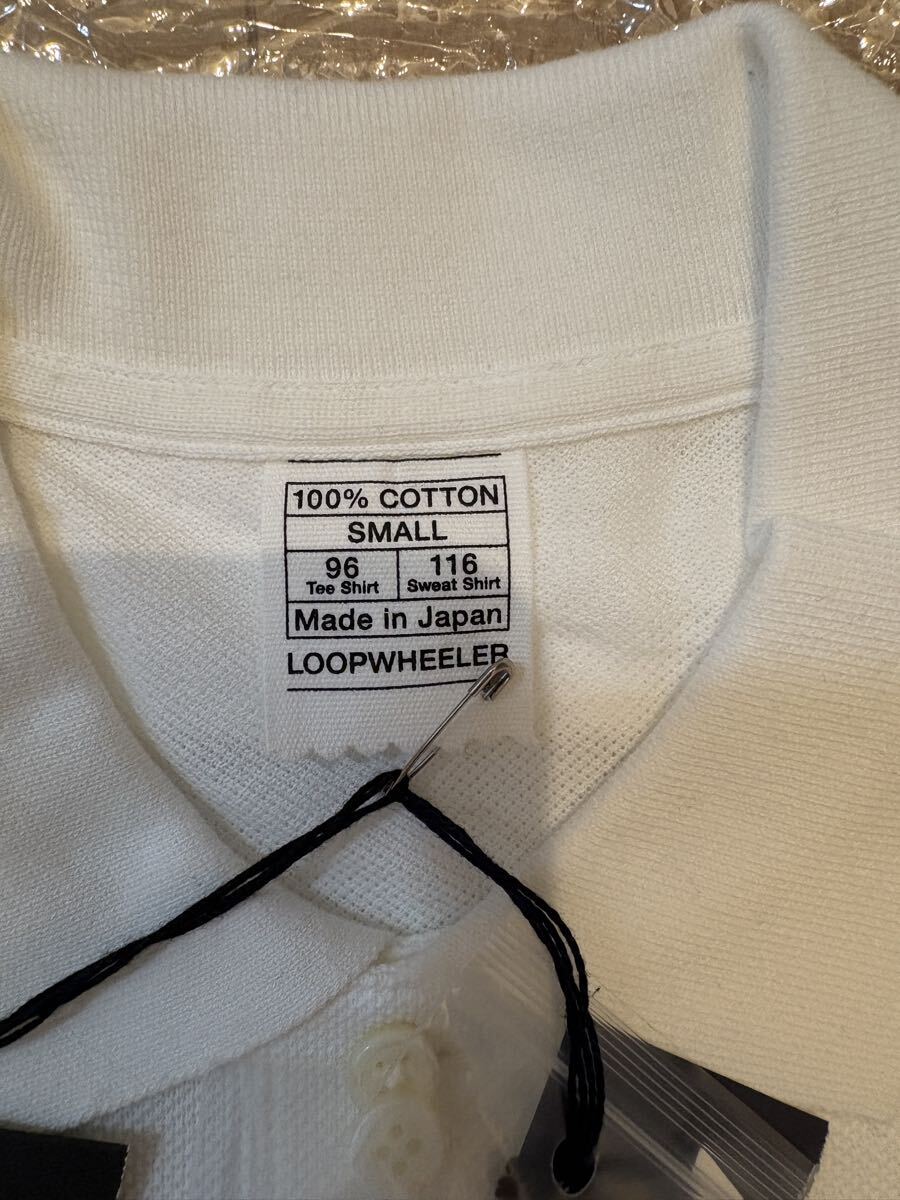 100% COTTON
SMALL
96 116
Tee Shirt Sweat Shirt
Made in Japan
LOOPWHEELER